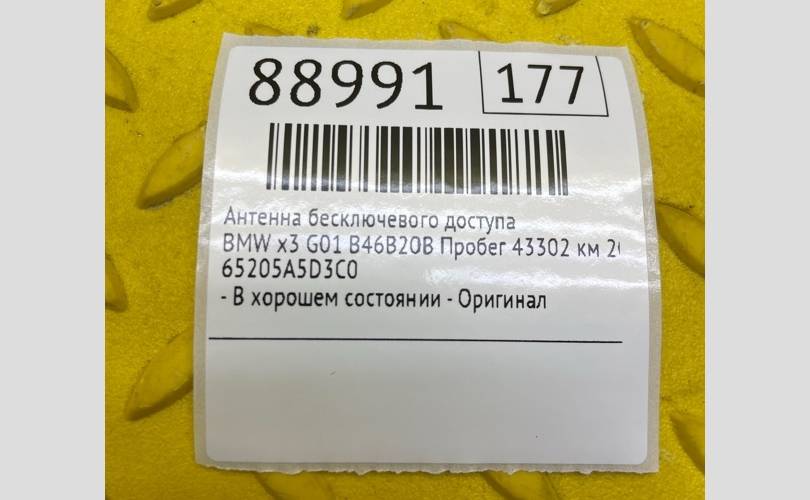 88991 177
Антенна бесключевого доступа
BMW x3 G01 B46B20B Пробег 43302 км
65205A5D3C0
- В хорошем состоянии - Оригинал